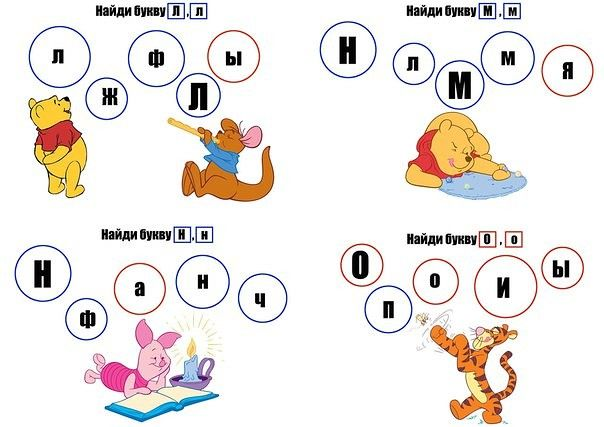 Найди букву Л , л
л ф ы
ж Л
Найди букву М , м
Н л М м я
Найди букву Н , н
Н ф а н ч
Найди букву О , о
О п о и ы